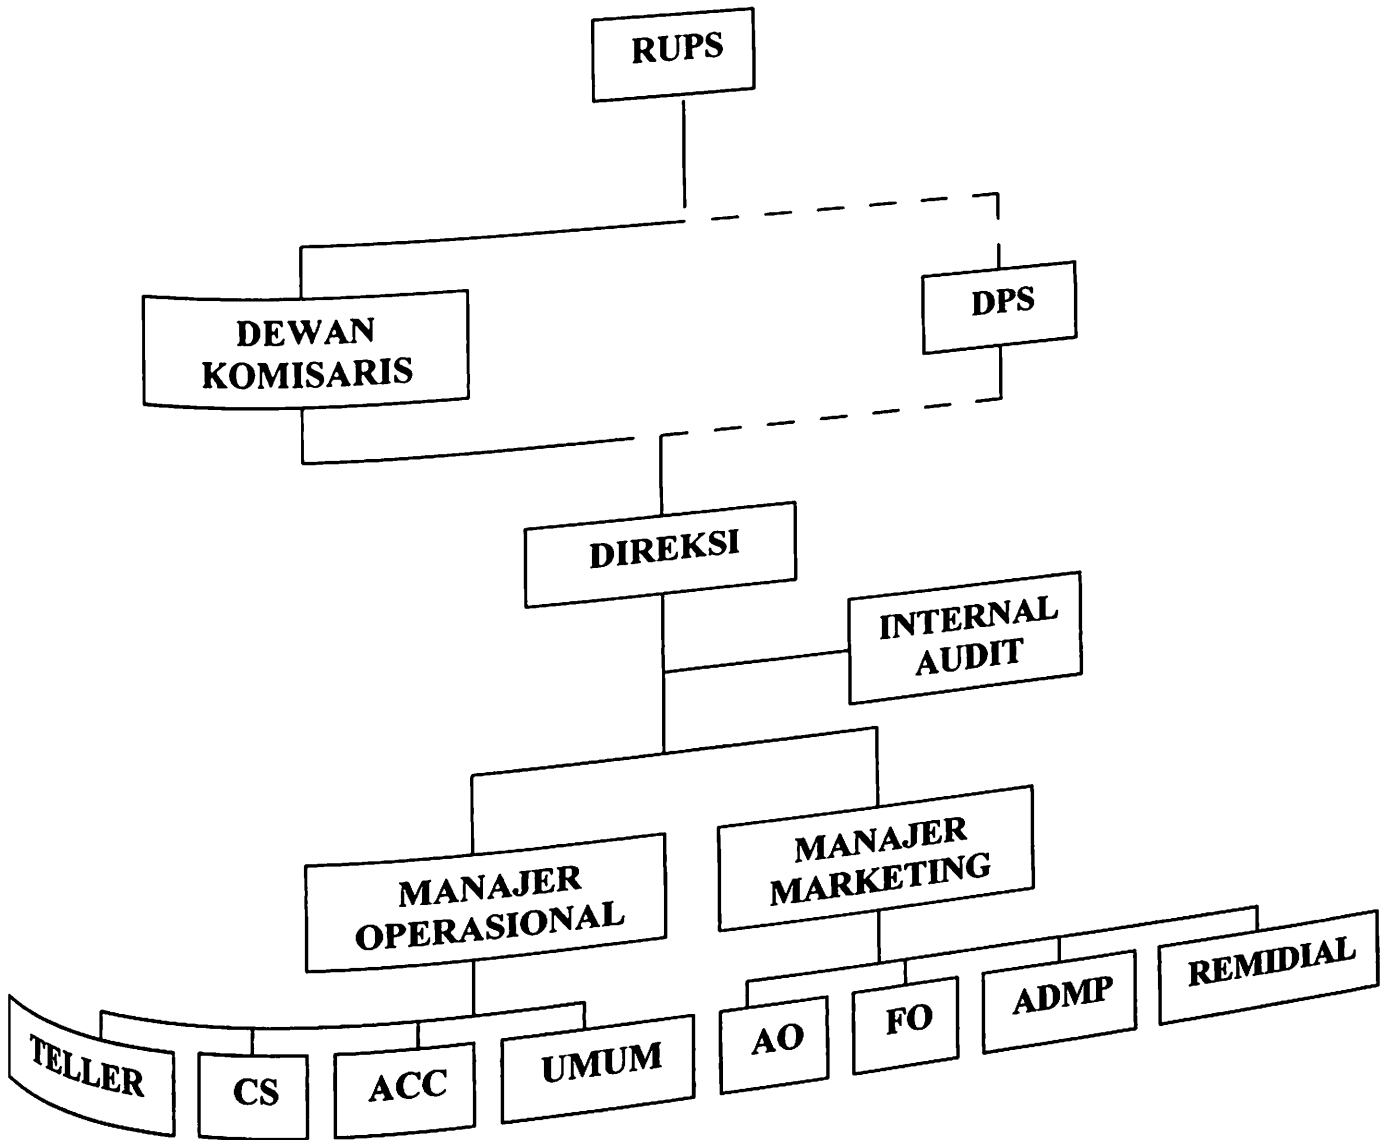 RUPS
DEWAN
KOMISARIS
DPS
DIREKSI
INTERNAL
AUDIT
MANAJER
OPERASIONAL
MANAJER
MARKETING
TELLER
CS
ACC
UMUM
AO
FO
ADMP
REMIDIAL